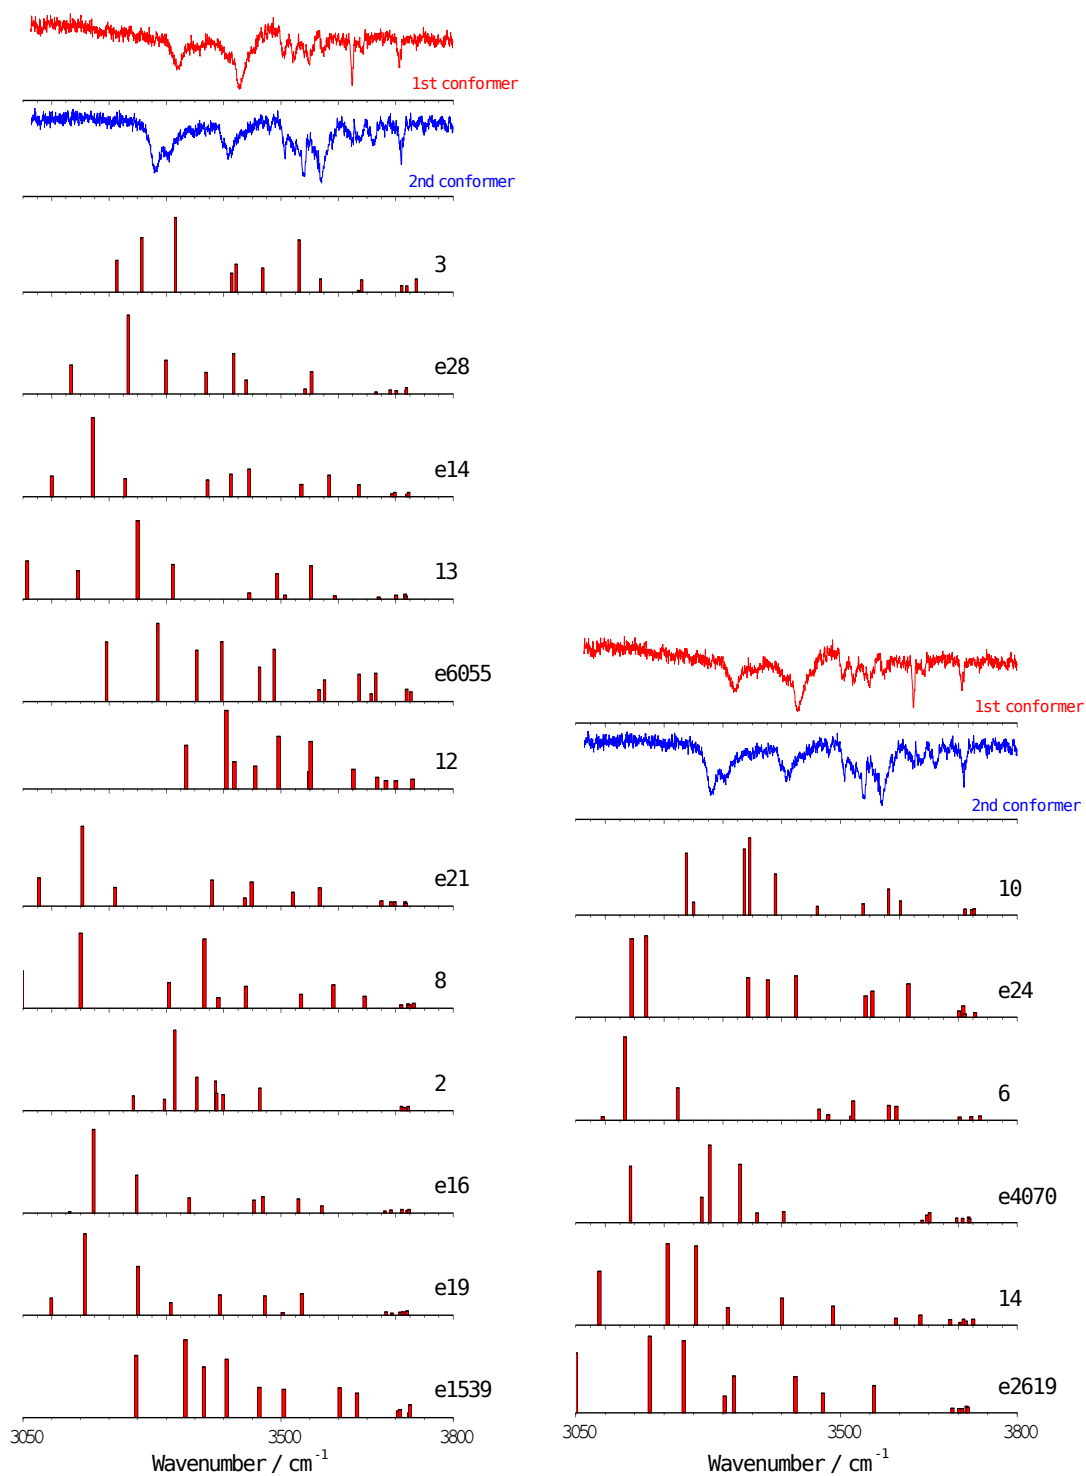 1st conformer
2nd conformer
3
e28
e14
13
e6055
12
e21
8
2
e16
e19
e1539
3050 3500 3800
Wavenumber / cm-1
1st conformer
2nd conformer
10
e24
6
e4070
14
e2619
3050 3500 3800
Wavenumber / cm-1